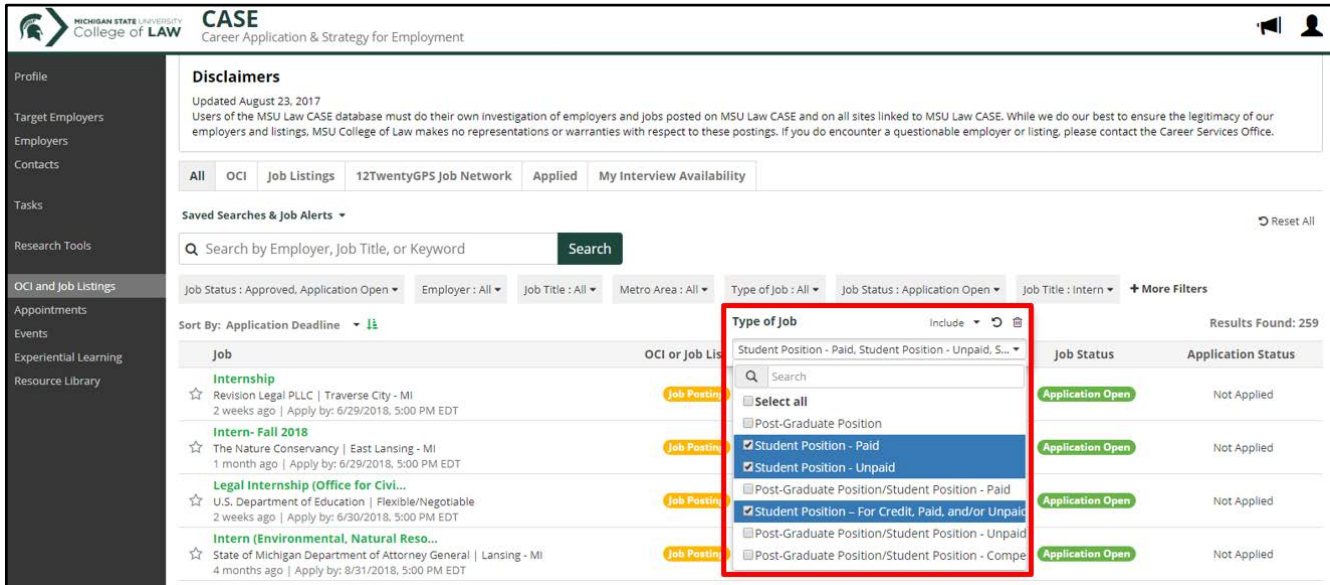 MICHIGAN STATE UNIVERSITY
College of LAW
CASE
Career Application & Strategy for Employment
Profile
Target Employers
Employers
Contacts
Tasks
Research Tools
OCI and Job Listings
Appointments
Events
Experiential Learning
Resource Library
Disclaimers
Updated August 23, 2017
Users of the MSU Law CASE database must do their own investigation of employers and jobs posted on MSU Law CASE and on all sites linked to MSU Law CASE. While we do our best to ensure the legitimacy of our
employers and listings, MSU College of Law makes no representations or warranties with respect to these postings. If you do encounter a questionable employer or listing, please contact the Career Services Office.
All OCI Job Listings 12TwentyGPS Job Network Applied My Interview Availability
Saved Searches & Job Alerts
Reset All
Search by Employer, Job Title, or Keyword Search
Job Status : Approved, Application Open Employer : All Job Title : All Metro Area : All Type of Job : All Job Status : Application Open Job Title : Intern + More Filters
Sort By: Application Deadline
Results Found: 259
Job OCI or Job Lis Job Status Application Status
Internship
Revision Legal PLLC | Traverse City - MI
2 weeks ago | Apply by: 6/29/2018, 5:00 PM EDT
Job Posting Application Open Not Applied
Intern- Fall 2018
The Nature Conservancy | East Lansing - MI
1 month ago | Apply by: 6/29/2018, 5:00 PM EDT
Job Posting Application Open Not Applied
Legal Internship (Office for Civi...
U.S. Department of Education | Flexible/Negotiable
2 weeks ago | Apply by: 6/30/2018, 5:00 PM EDT
Job Posting Application Open Not Applied
Intern (Environmental, Natural Reso...
State of Michigan Department of Attorney General | Lansing - MI
4 months ago | Apply by: 8/31/2018, 5:00 PM EDT
Job Posting Application Open Not Applied
Type of Job Include
Student Position - Paid, Student Position - Unpaid, S...
Search
Select all
Post-Graduate Position
Student Position - Paid
Student Position - Unpaid
Post-Graduate Position/Student Position - Paid
Student Position – For Credit, Paid, and/or Unpaid
Post-Graduate Position/Student Position - Unpaid
Post-Graduate Position/Student Position - Compe